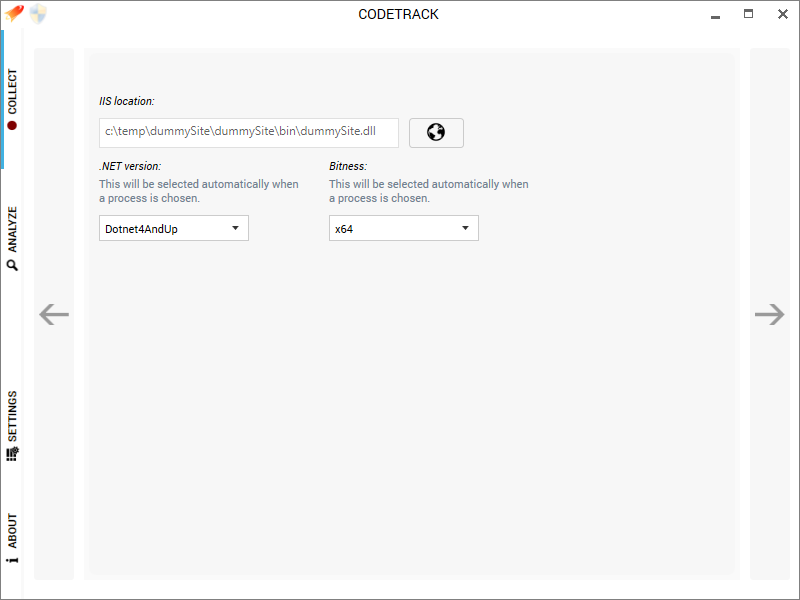 CODETRACK
COLLECT
ANALYZE
SETTINGS
ABOUT
IIS location:
c:\temp\dummySite\dummySite\bin\dummySite.dll
.NET version:
This will be selected automatically when
a process is chosen.
Dotnet4AndUp
Bitness:
This will be selected automatically when
a process is chosen.
x64